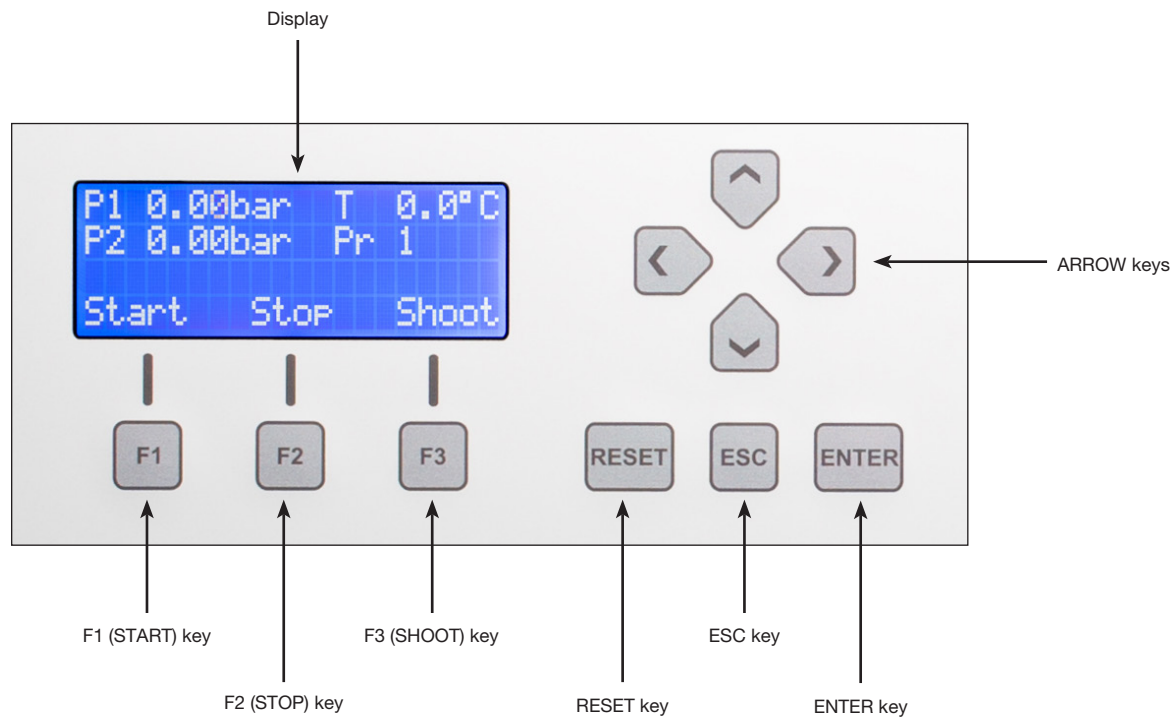 Display
P1 0.00bar T 0.0°C
P2 0.00bar Pr 1
Start Stop Shoot
ARROW keys
F1 F2 F3 RESET ESC ENTER
F1 (START) key
F3 (SHOOT) key
ESC key
F2 (STOP) key
RESET key
ENTER key